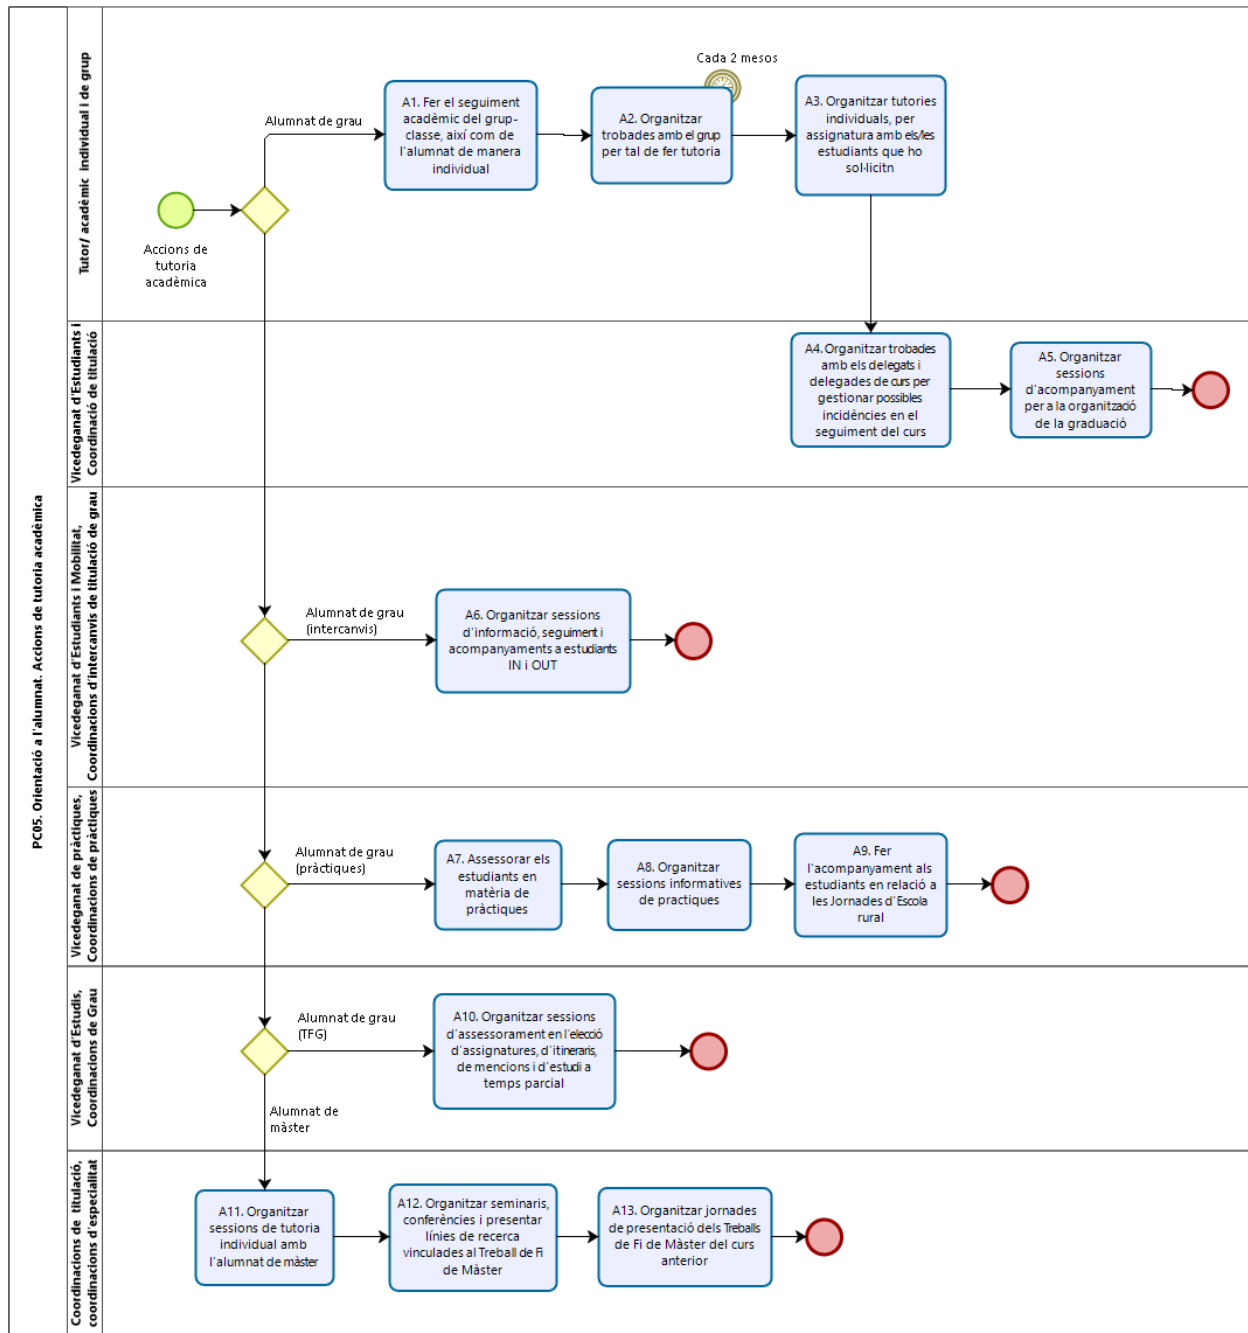 PC05. Orientació a l'alumnat. Accions de tutoria acadèmica
Tutor/ acadèmic individual i de grup
Cada 2 mesos
Alumnat de grau
A1. Fer el seguiment
acadèmic del grup-
classe, així com de
l'alumnat de manera
individual
A2. Organitzar
trobades amb el grup
per tal de fer tutoria
A3. Organitzar tutories
individuals, per
assignatura amb els/les
estudiants que ho
sol·licitn
Accions de
tutoria
acadèmica
Vicedeganat d'Estudiants i
Coordinació de titulació
A4. Organitzar trobades
amb els delegats i
delegades de curs per
gestionar possibles
incidències en el
seguiment del curs
A5. Organitzar
sessions
d'acompanyament
per a la organització
de la graduació
Vicedeganat d'Estudiants i Mobilitat,
Coordinacions d'intercanvis de titulació de grau
Alumnat de grau
(intercanvis)
A6. Organitzar sessions
d'informació, seguiment i
acompanyaments a estudiants
IN i OUT
Vicedeganat de pràctiques,
Coordinacions de pràctiques
Alumnat de grau
(pràctiques)
A7. Assessorar els
estudiants en
matèria de
pràctiques
A8. Organitzar
sessions informatives
de practiques
A9. Fer
l'acompanyament als
estudiants en relació a
les Jornades d'Escola
rural
Vicedeganat d'Estudis,
Coordinacions de Grau
Alumnat de grau
(TFG)
A10. Organitzar sessions
d'assessorament en l'elecció
d'assignatures, d'itineraris,
de mencions i d'estudi a
temps parcial
Alumnat de
màster
Coordinacions de titulació,
coordinacions d'especialitat
A11. Organitzar
sessions de tutoria
individual amb
l'alumnat de màster
A12. Organitzar seminaris,
conferències i presentar
línies de recerca
vinculades al Treball de Fi
de Màster
A13. Organitzar jornades
de presentació dels Treballs
de Fi de Màster del curs
anterior